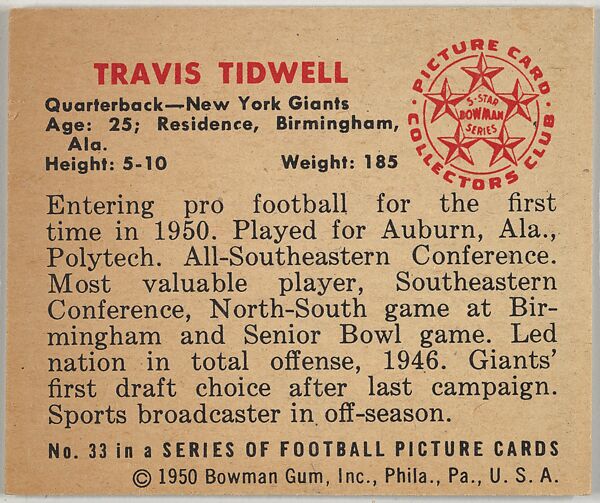 TRAVIS TIDWELL
Quarterback—New York Giants
Age: 25; Residence, Birmingham,
Ala.
Height: 5-10 Weight: 185
PICTURE CARD
5-STAR
BOWMAN
SERIES
COLLECTORS CLUB
Entering pro football for the first
time in 1950. Played for Auburn, Ala.,
Polytech. All-Southeastern Conference.
Most valuable player, Southeastern
Conference, North-South game at Bir-
mingham and Senior Bowl game. Led
nation in total offense, 1946. Giants'
first draft choice after last campaign.
Sports broadcaster in off-season.
No. 33 in a SERIES OF FOOTBALL PICTURE CARDS
© 1950 Bowman Gum, Inc., Phila., Pa., U. S. A.